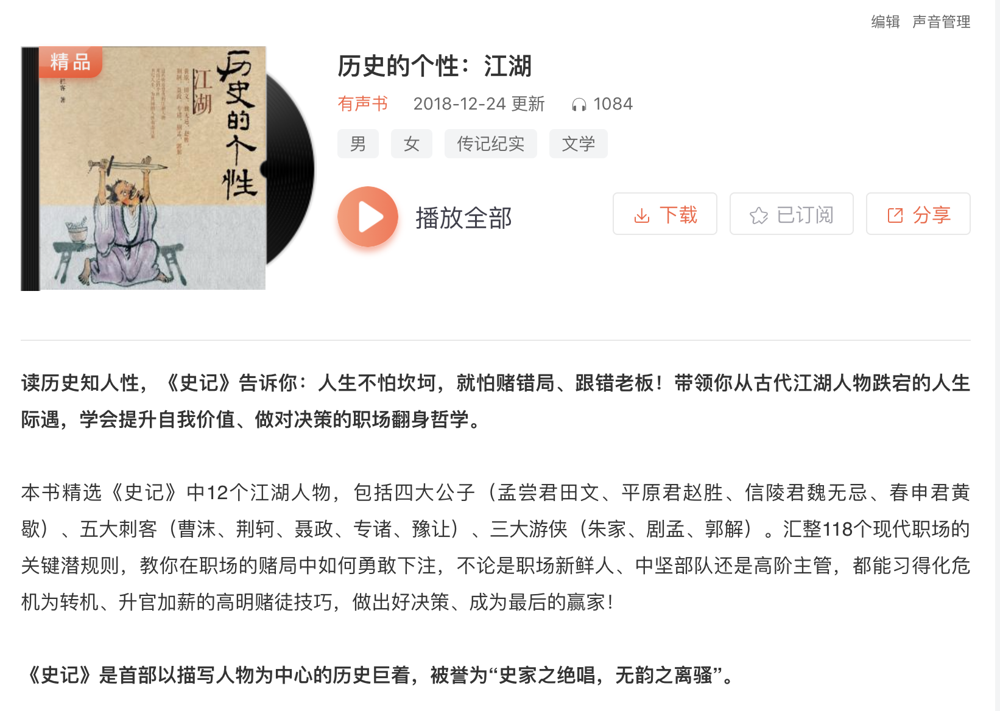 编辑 声音管理
精品
历史的个性
江湖
栏客 著
历史的个性：江湖
有声书 2018-12-24 更新 1084
男 女 传记纪实 文学
播放全部 下载 已订阅 分享
读历史知人性，《史记》告诉你：人生不怕坎坷，就怕赌错局、跟错老板！带领你从古代江湖人物跌宕的人生
际遇，学会提升自我价值、做对决策的职场翻身哲学。
本书精选《史记》中12个江湖人物，包括四大公子（孟尝君田文、平原君赵胜、信陵君魏无忌、春申君黄
歇）、五大刺客（曹沫、荆轲、聂政、专诸、豫让）、三大游侠（朱家、剧孟、郭解）。汇整118个现代职场的
关键潜规则，教你在职场的赌局中如何勇敢下注，不论是职场新鲜人、中坚部队还是高阶主管，都能习得化危
机为转机、升官加薪的高明赌徒技巧，做出好决策、成为最后的赢家！
《史记》是首部以描写人物为中心的历史巨着，被誉为“史家之绝唱，无韵之离骚”。